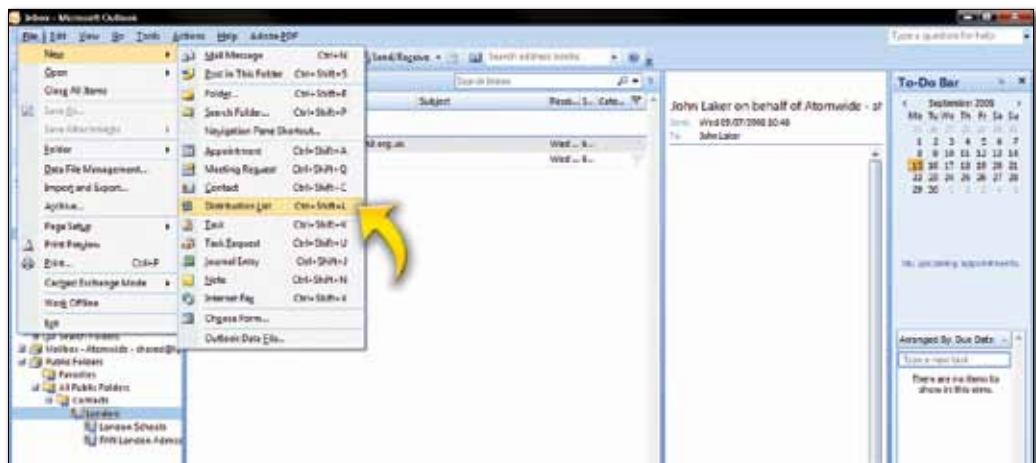 Inbox - Microsoft Outlook
File Edit View Go Tools Actions Help Adobe PDF
Type a question for help
New
Open
Close All Items
Save As...
Save Attachments
Folder
Data File Management...
Import and Export...
Archive...
Page Setup
Print Preview
Print... Ctrl+P
Cached Exchange Mode
Work Offline
Exit
Mail Message Ctrl+N
Post in This Folder Ctrl+Shift+S
Folder... Ctrl+Shift+E
Search Folder... Ctrl+Shift+P
Navigation Pane Shortcut...
Appointment Ctrl+Shift+A
Meeting Request Ctrl+Shift+Q
Contact Ctrl+Shift+C
Distribution List Ctrl+Shift+L
Task Ctrl+Shift+K
Task Request Ctrl+Shift+U
Journal Entry Ctrl+Shift+J
Note Ctrl+Shift+N
Internet Fax Ctrl+Shift+X
Choose Form...
Outlook Data File...
Send/Receive
Search address books
Search Inbox
Subject
Cate...
Wed
Wed
John Laker on behalf of Atomwide - st
Sent: Wed 09/07/2008 10:48
To: John Laker
To-Do Bar
September 2008
Mo Tu We Th Fr Sa Su
1 2 3 4 5 6 7
8 9 10 11 12 13 14
15 16 17 18 19 20 21
22 23 24 25 26 27 28
29 30
No upcoming appointments.
Arranged By: Due Date
Type a new task
There are no items to
show in this view.
Search Folders
Mailbox - Atomwide - shared
Public Folders
Favorites
All Public Folders
Contacts
London
London Schools